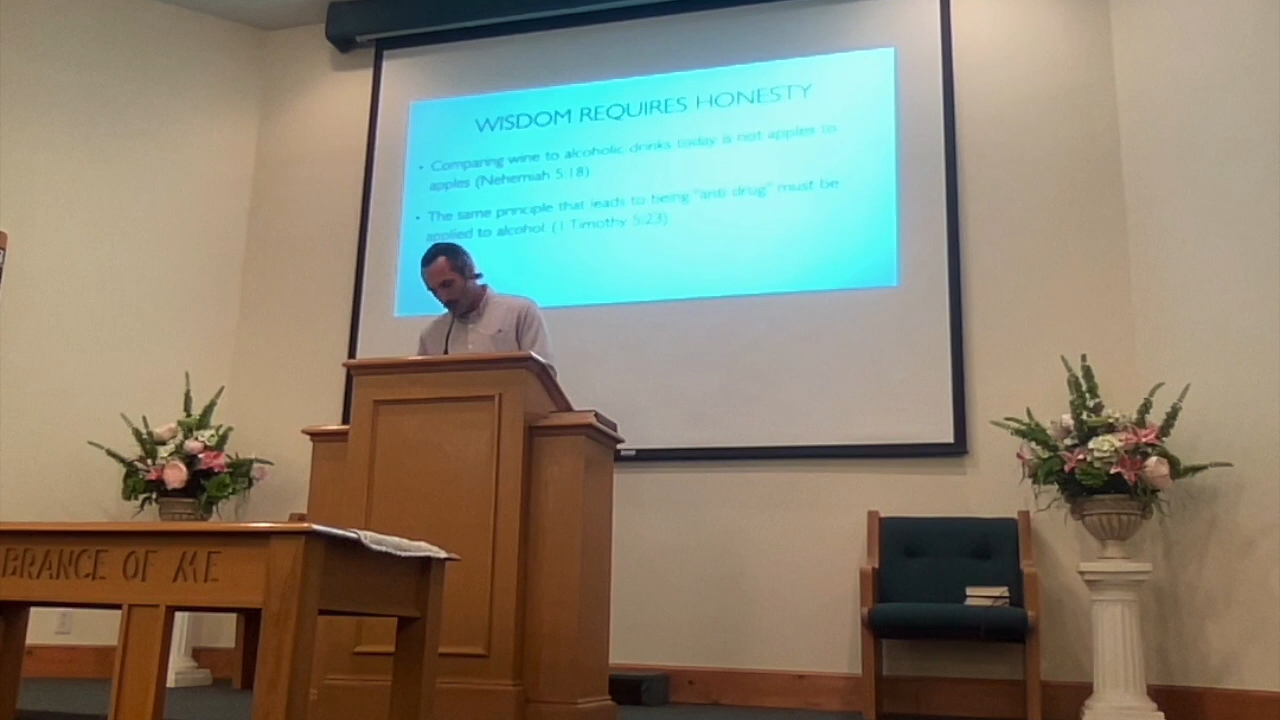 WISDOM REQUIRES HONESTY
• Comparing wine to alcoholic drinks today is not apples to
apples (Nehemiah 5:18)
• The same principle that leads to being "anti drug" must be
applied to alcohol. (1 Timothy 5:23)
BRANCE OF ME